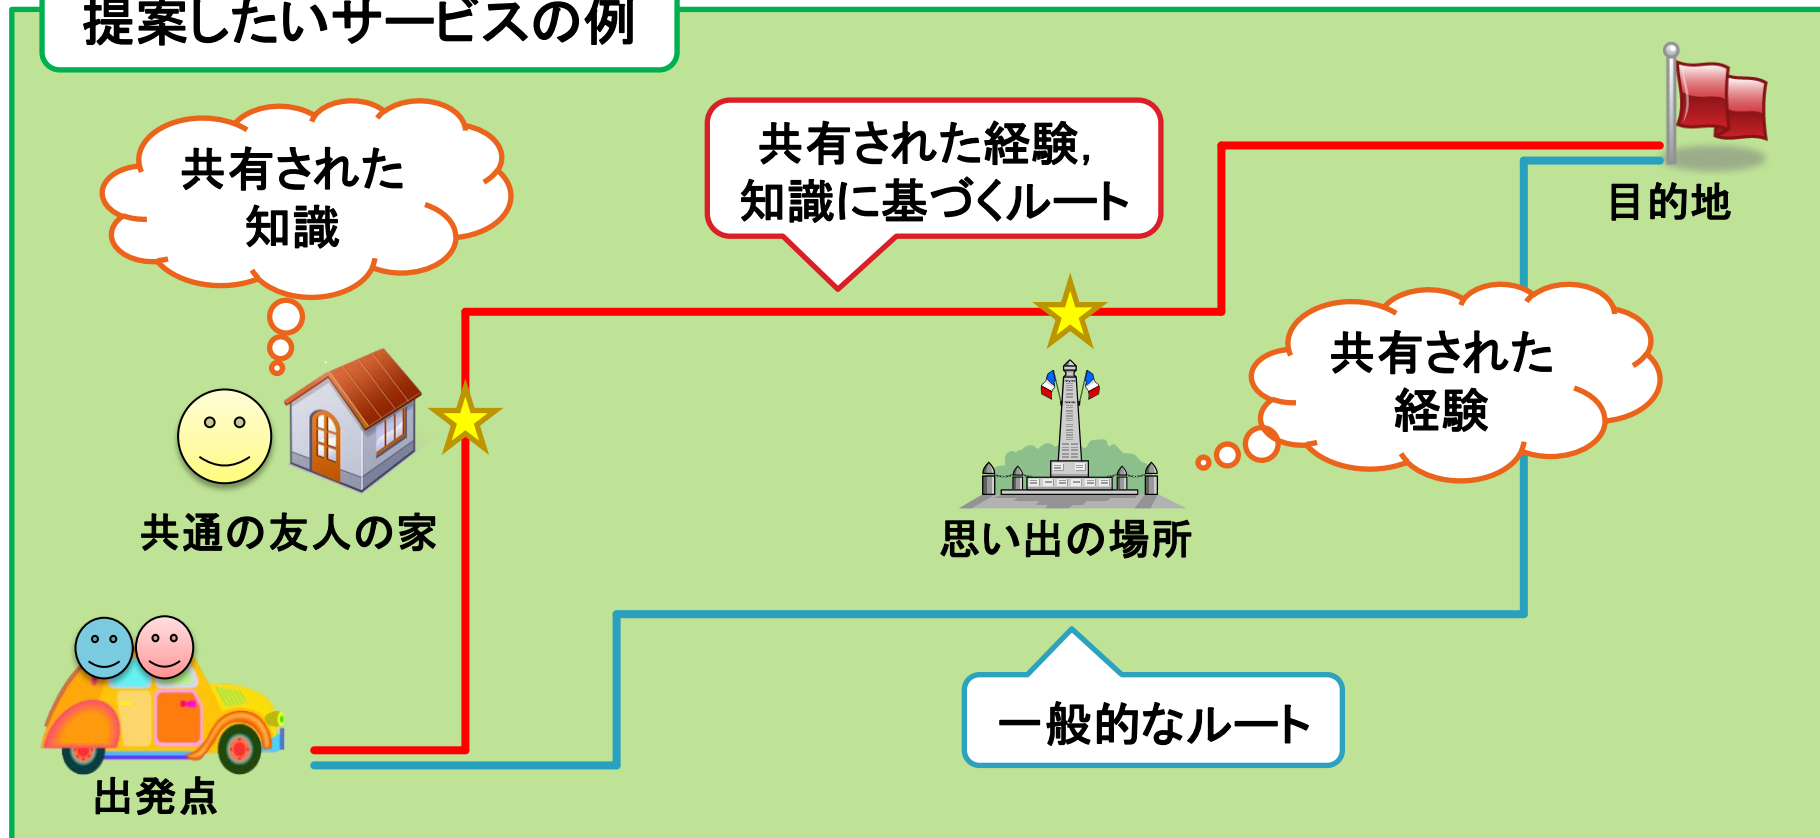 提案したいサービスの例
共有された
知識
共有された経験,
知識に基づくルート
目的地
共有された
経験
共通の友人の家
思い出の場所
一般的なルート
出発点